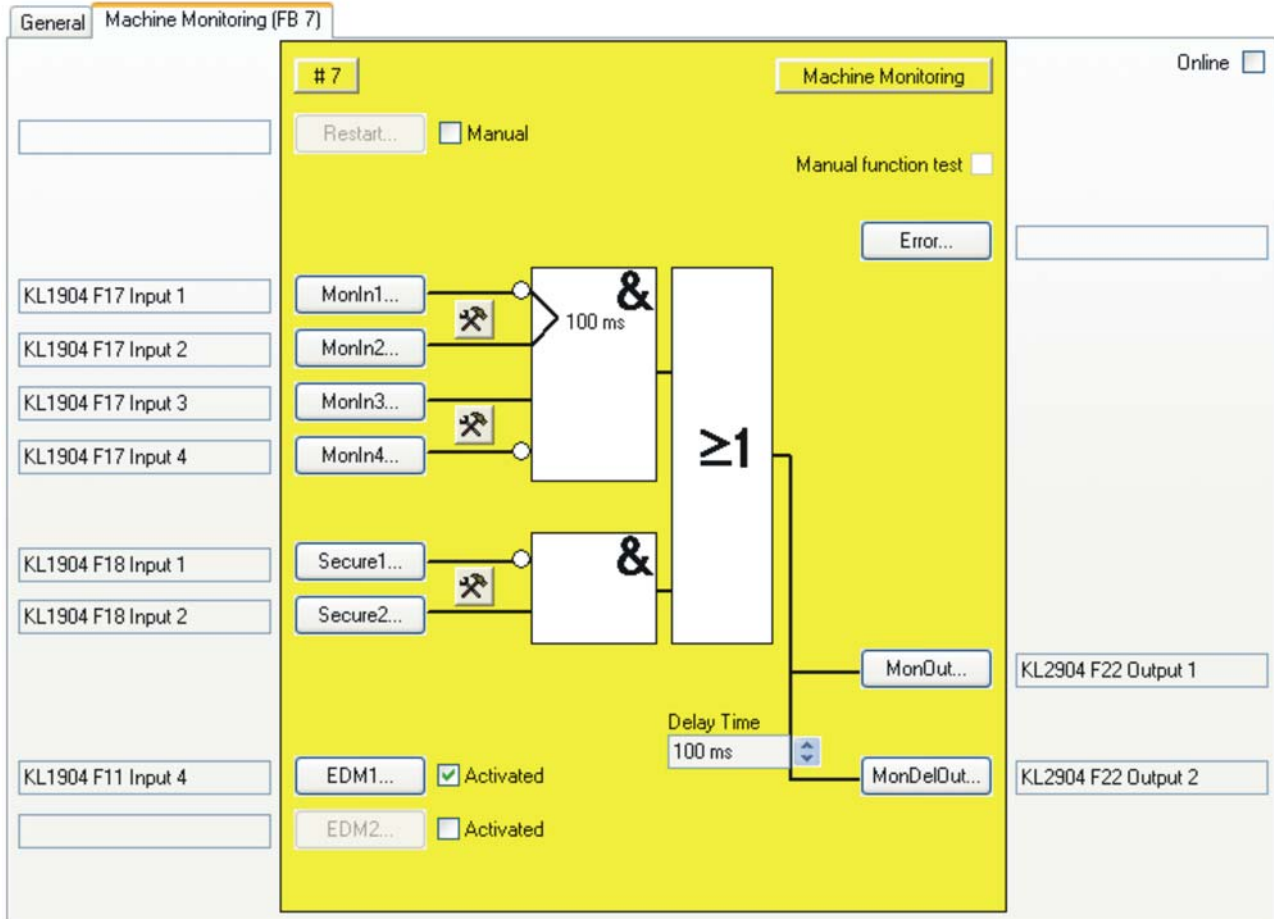 General
Machine Monitoring (FB 7)
# 7
Machine Monitoring
Online
Restart...
Manual
Manual function test
Error...
KL1904 F17 Input 1
MonIn1...
&
100 ms
KL1904 F17 Input 2
MonIn2...
KL1904 F17 Input 3
MonIn3...
KL1904 F17 Input 4
MonIn4...
≥1
KL1904 F18 Input 1
Secure1...
&
KL1904 F18 Input 2
Secure2...
MonOut...
KL2904 F22 Output 1
Delay Time
100 ms
KL1904 F11 Input 4
EDM1...
Activated
MonDelOut...
KL2904 F22 Output 2
EDM2...
Activated